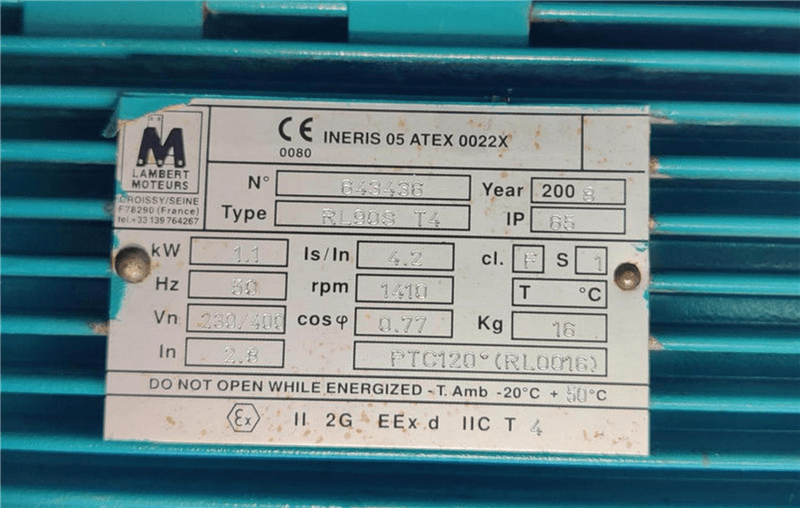 CE INERIS 05 ATEX 0022X
0080
M
LAMBERT
MOTEURS
CROISSY/SEINE
F78290 (France)
tel.+33 139 764267
N° 643436 Year 2008
Type RL90S T4 IP 65
kW 1.1 Is/In 4.2 cl. F S 1
Hz 50 rpm 1410 T °C
Vn 230/400 cosφ 0.77 Kg 16
In 2.8 PTC120°(RL0016)
DO NOT OPEN WHILE ENERGIZED - T. Amb -20°C + 50°C
Ex II 2G EEx d IIC T 4